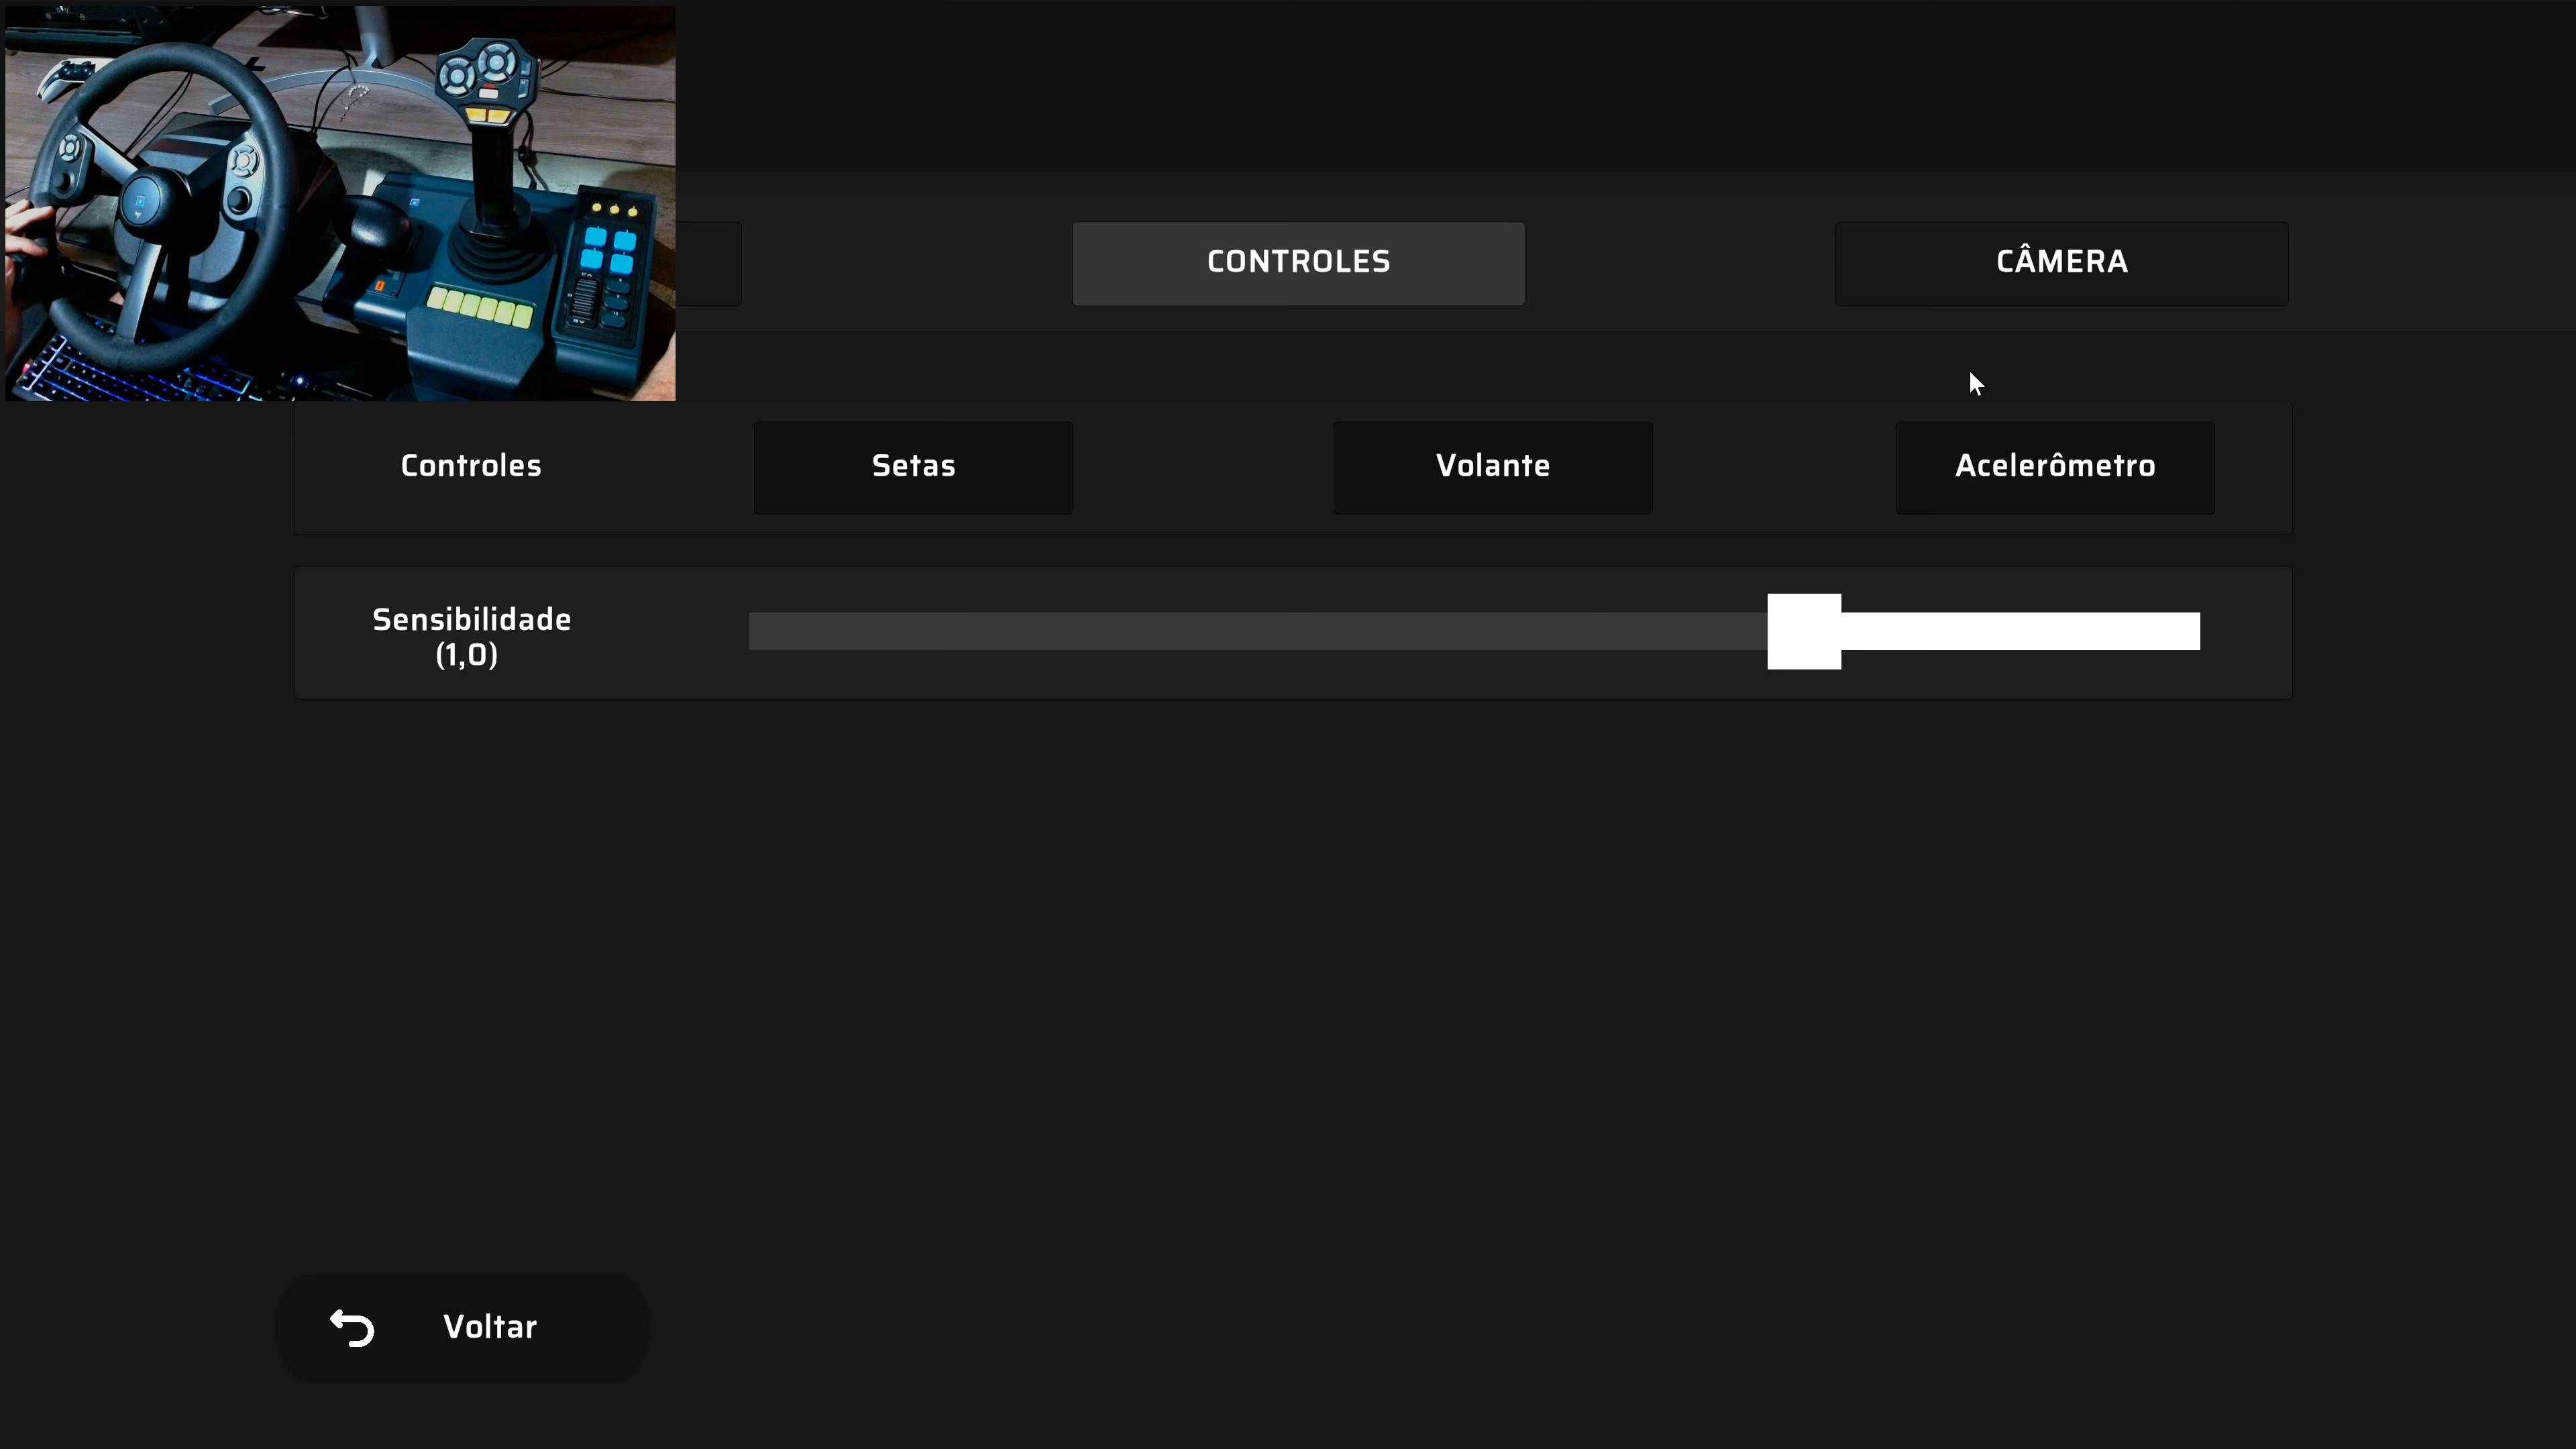 CONTROLES
CÂMERA
Controles
Setas
Volante
Acelerômetro
Sensibilidade
(1,0)
Voltar